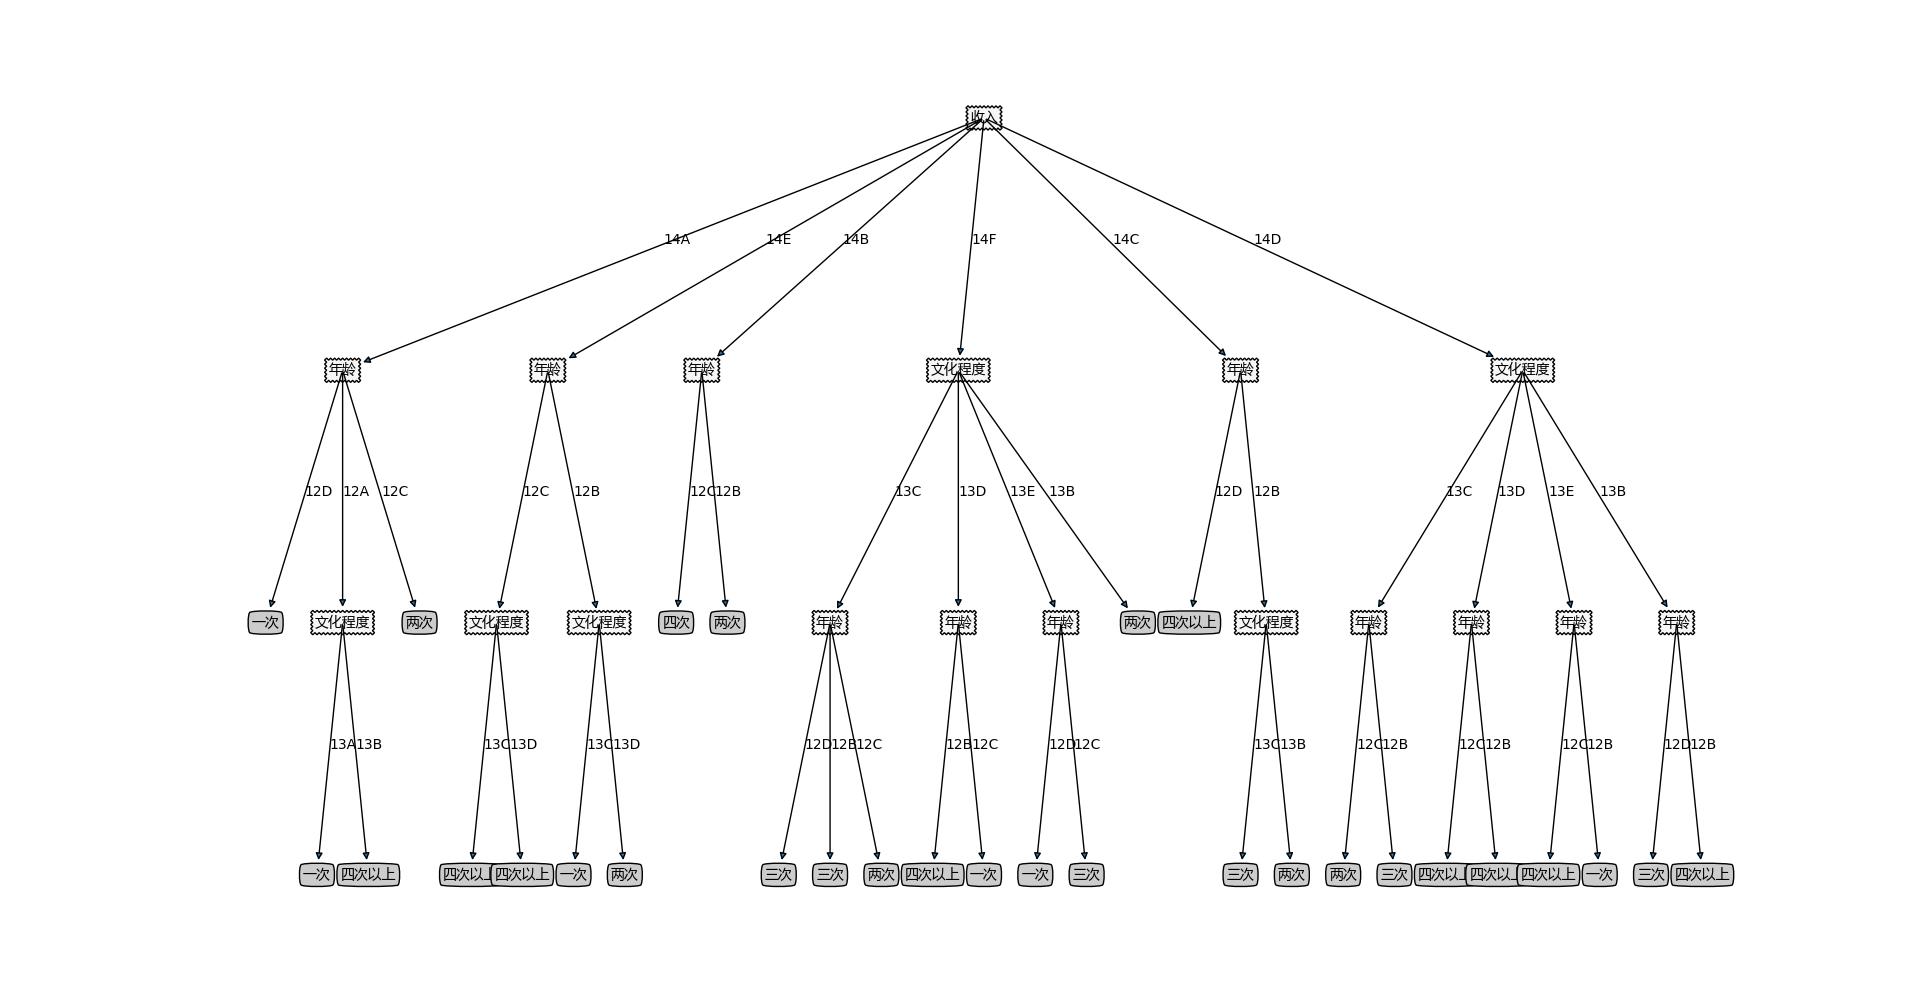 收入
14A 14E 14B 14F 14C 14D
年龄 年龄 年龄 文化程度 年龄 文化程度
12D 12A 12C 12C 12B 12C 12B 13C 13D 13E 13B 12D 12B 13C 13D 13E 13B
一次 文化程度 两次 文化程度 文化程度 四次 两次 年龄 年龄 年龄 两次 四次以上 文化程度 年龄 年龄 年龄 年龄
13A 13B 13C 13D 13C 13D 12D 12B 12C 12B 12C 12D 12C 13C 13B 12C 12B 12C 12B 12C 12B 12D 12B
一次 四次以上 四次以上 四次以上 一次 两次 三次 三次 两次 四次以上 一次 一次 三次 三次 两次 两次 三次 四次以上 四次以上 四次以上 一次 三次 四次以上